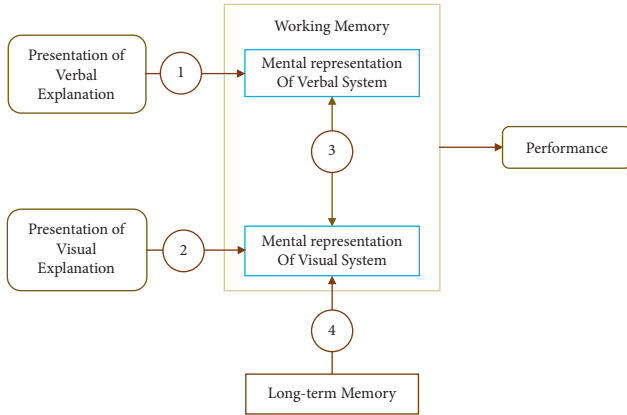 Working Memory
Presentation of
Verbal
Explanation
1
Mental representation
Of Verbal System
3
Performance
Presentation of
Visual
Explanation
2
Mental representation
Of Visual System
4
Long-term Memory